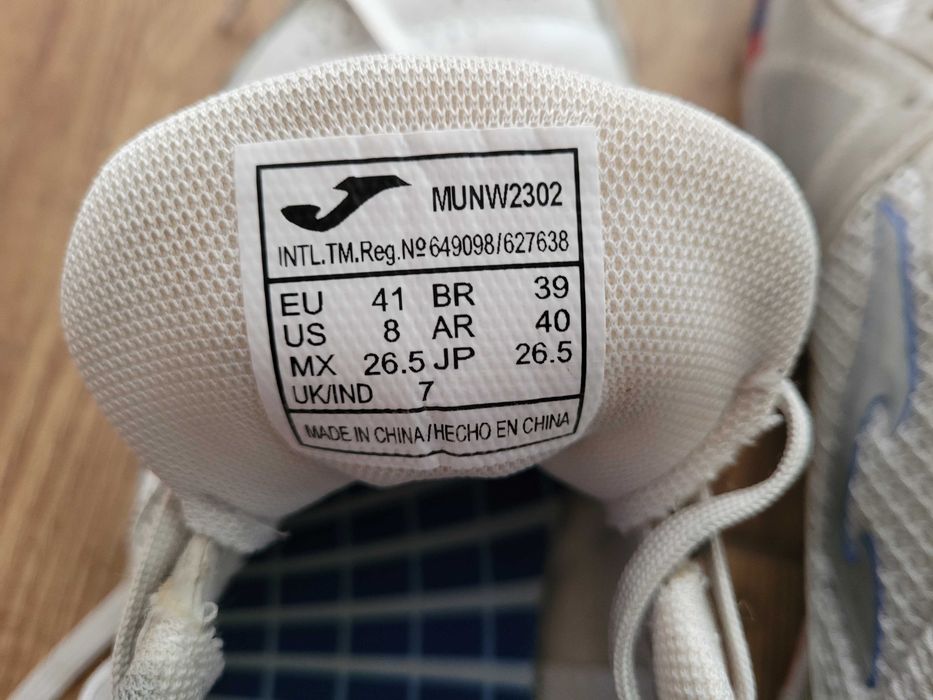 MUNW2302
INTL.TM.Reg.Nº649098/627638
EU 41 BR 39
US 8 AR 40
MX 26.5 JP 26.5
UK/IND 7
MADE IN CHINA/HECHO EN CHINA